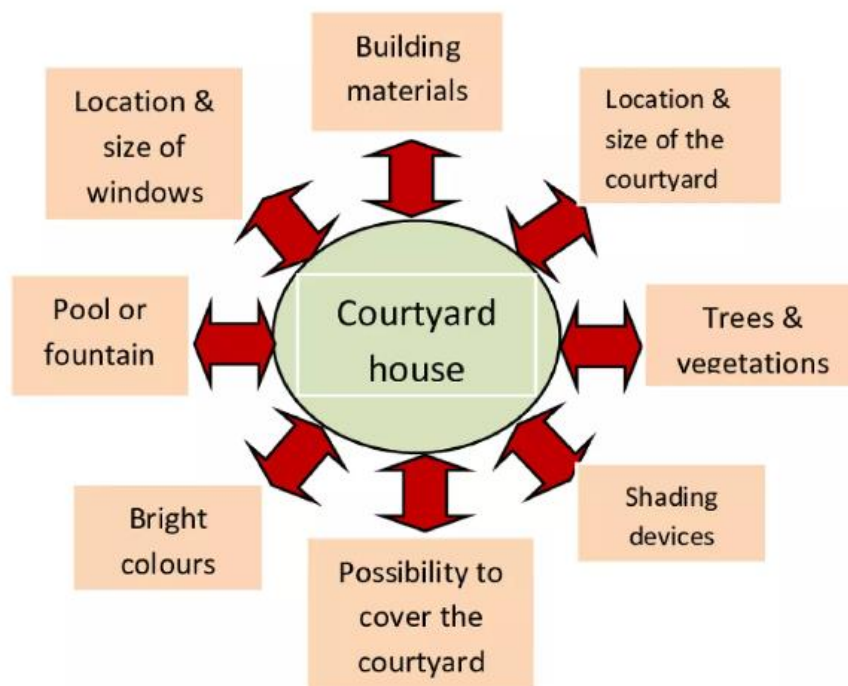 Building
materials
Location &
size of
windows
Location &
size of the
courtyard
Pool or
fountain
Courtyard
house
Trees &
vegetations
Bright
colours
Possibility to
cover the
courtyard
Shading
devices